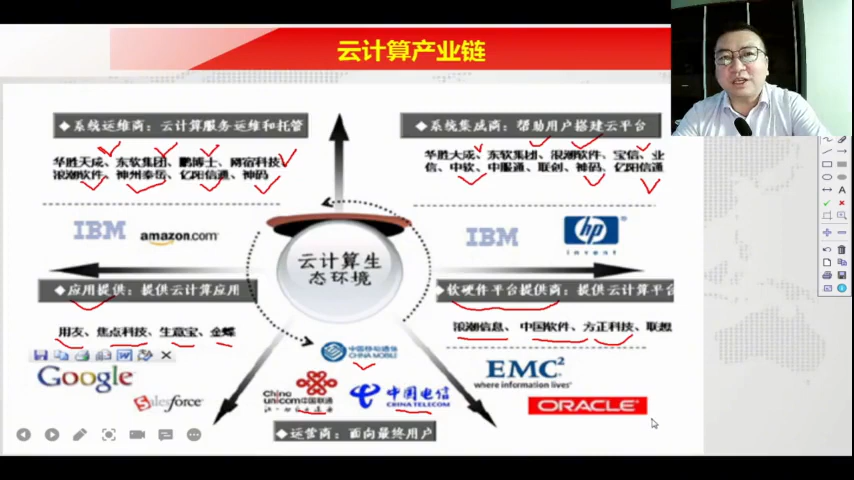 云计算产业链
◆系统运维商：云计算服务运维和托管
华胜天成、东软集团、鹏博士、网宿科技、
浪潮软件、神州泰岳、亿阳信通、神码
IBM amazon.com
◆系统集成商：帮助用户搭建云平台
华胜大成、东软集团、浪潮软件、宝信、业
信、中软、中服通、联创、神码、亿阳信通
IBM hp
invent
云计算生
态环境
◆应用提供：提供云计算应用
用友、焦点科技、生意宝、金蝶
Google
salesforce
◆软硬件平台提供商：提供云计算平台
浪潮信息、中国软件、方正科技、联想
EMC²
where information lives®
ORACLE
中国移动通信
CHINA MOBILE
China
unicom中国联通
中国电信
CHINA TELECOM
◆运营商：面向最终用户